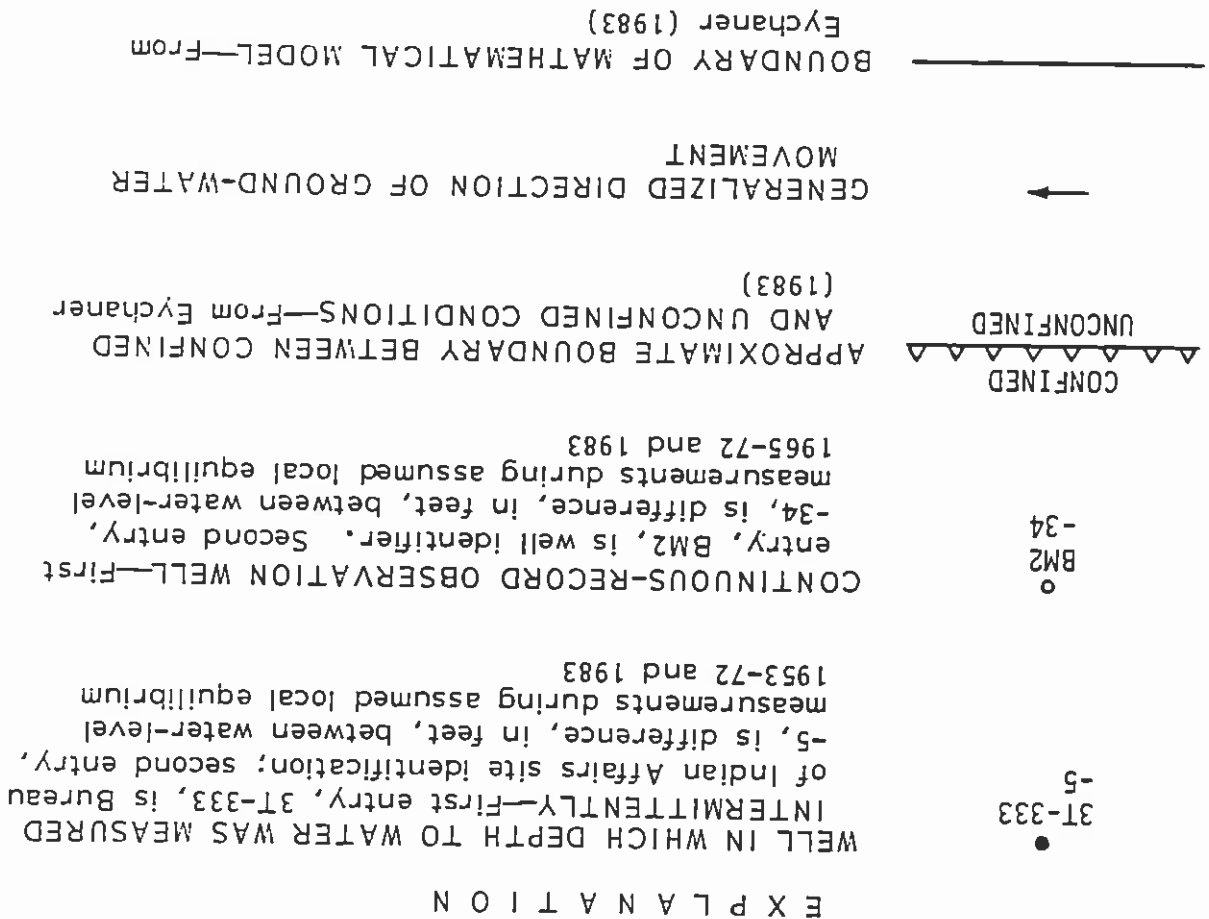 EXPLANATION
3T-333
-5
WELL IN WHICH DEPTH TO WATER WAS MEASURED
INTERMITTENTLY—First entry, 3T-333, is Bureau
of Indian Affairs site identification; second entry,
-5, is difference, in feet, between water-level
measurements during assumed local equilibrium
1953-72 and 1983
BM2
-34
CONTINUOUS-RECORD OBSERVATION WELL—First
entry, BM2, is well identifier. Second entry,
-34, is difference, in feet, between water-level
measurements during assumed local equilibrium
1965-72 and 1983
CONFINED
UNCONFINED
APPROXIMATE BOUNDARY BETWEEN CONFINED
AND UNCONFINED CONDITIONS—From Eychaner
(1983)
GENERALIZED DIRECTION OF GROUND-WATER
MOVEMENT
BOUNDARY OF MATHEMATICAL MODEL—From
Eychaner (1983)